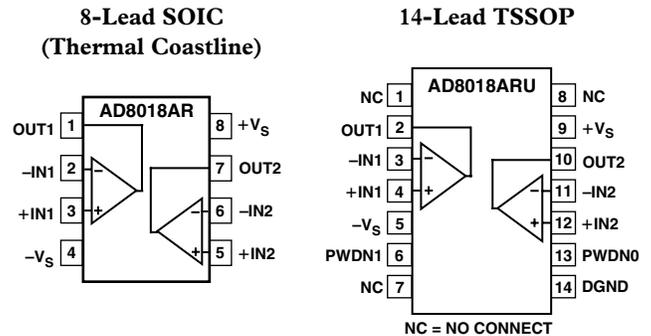 8-Lead SOIC
(Thermal Coastline)
AD8018AR
OUT1 1
–IN1 2 –
+IN1 3 +
–VS 4
8 +VS
7 OUT2
– 6 –IN2
+ 5 +IN2
14-Lead TSSOP
AD8018ARU
NC 1
OUT1 2
–IN1 3 –
+IN1 4 +
–VS 5
PWDN1 6
NC 7
8 NC
9 +VS
10 OUT2
– 11 –IN2
+ 12 +IN2
13 PWDN0
14 DGND
NC = NO CONNECT